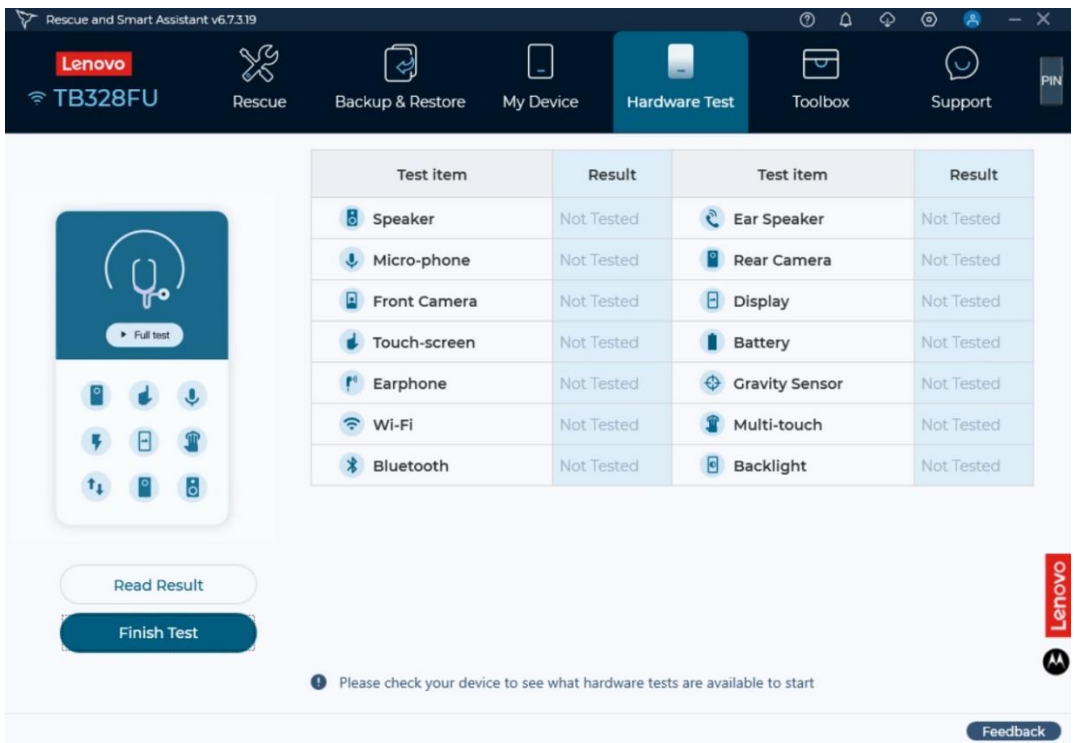 Rescue and Smart Assistant v6.7.3.19
Lenovo
TB328FU
Rescue
Backup & Restore
My Device
Hardware Test
Toolbox
Support
PIN
Test item Result Test item Result
Speaker Not Tested Ear Speaker Not Tested
Micro-phone Not Tested Rear Camera Not Tested
Front Camera Not Tested Display Not Tested
Touch-screen Not Tested Battery Not Tested
Earphone Not Tested Gravity Sensor Not Tested
Wi-Fi Not Tested Multi-touch Not Tested
Bluetooth Not Tested Backlight Not Tested
Full test
Read Result
Finish Test
Lenovo
Please check your device to see what hardware tests are available to start
Feedback